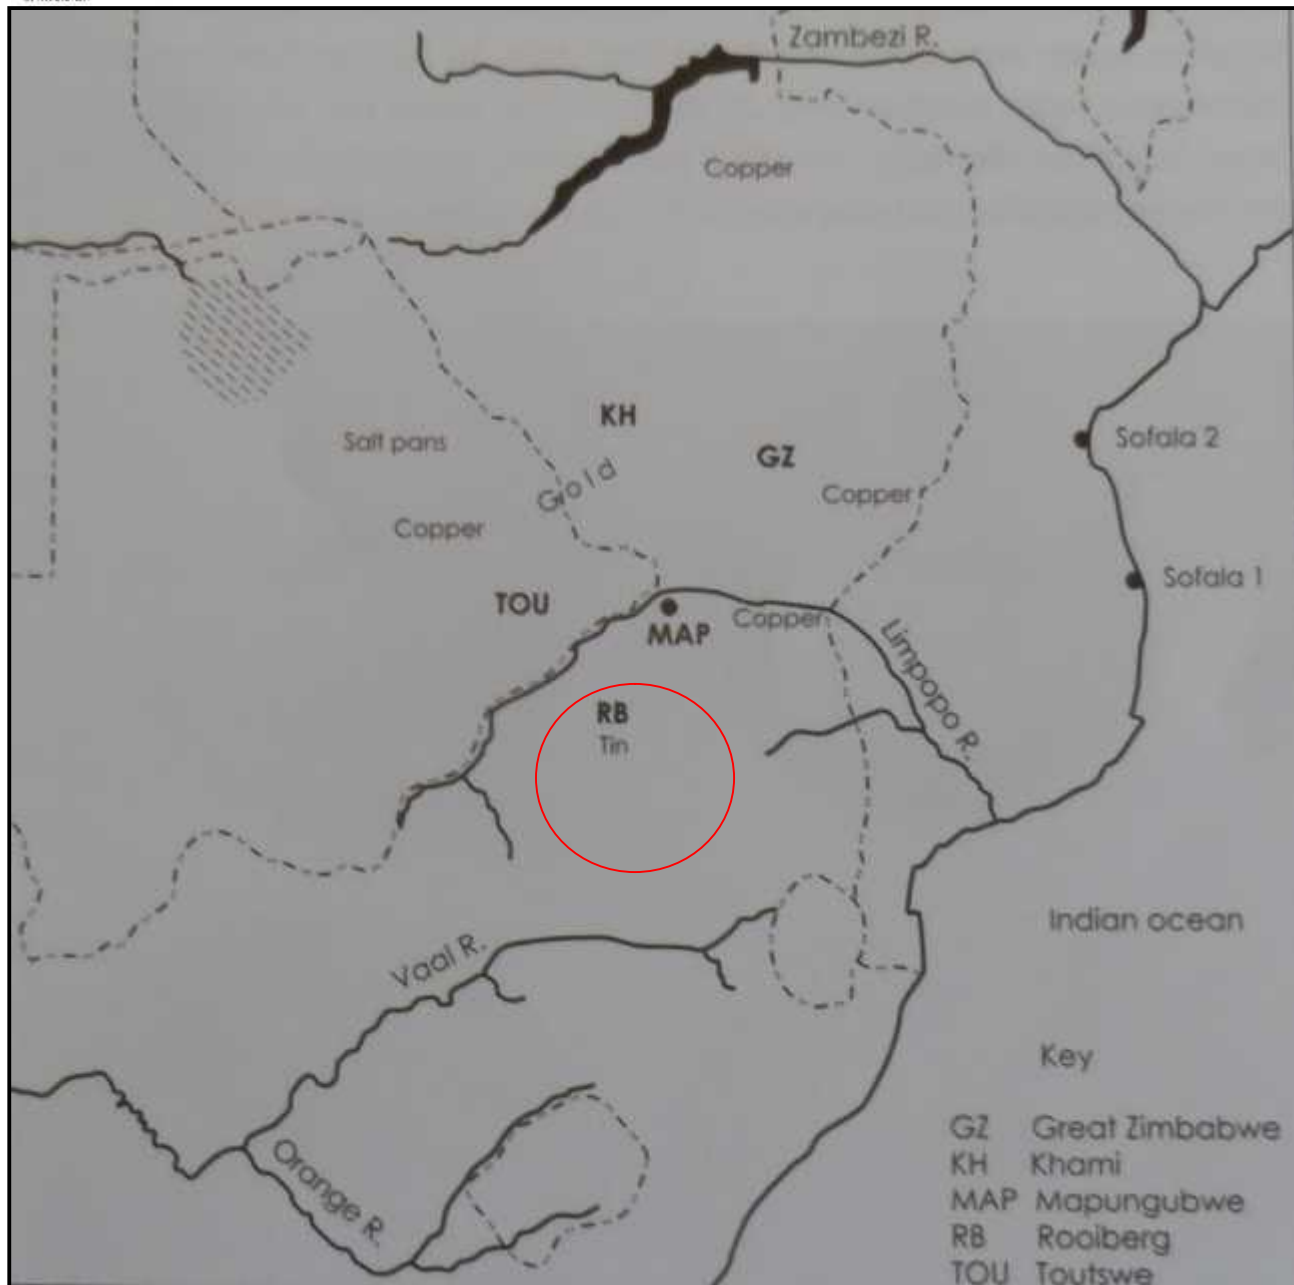 Zambezi R.
Copper
KH
Salt pans
GZ
Sofala 2
Gold
Copper
Copper
Sofala 1
TOU
Copper
MAP
Limpopo R.
RB
Tin
Indian ocean
Vaal R.
Key
Orange R.
GZ Great Zimbabwe
KH Khami
MAP Mapungubwe
RB Rooiberg
TOU Toutswe